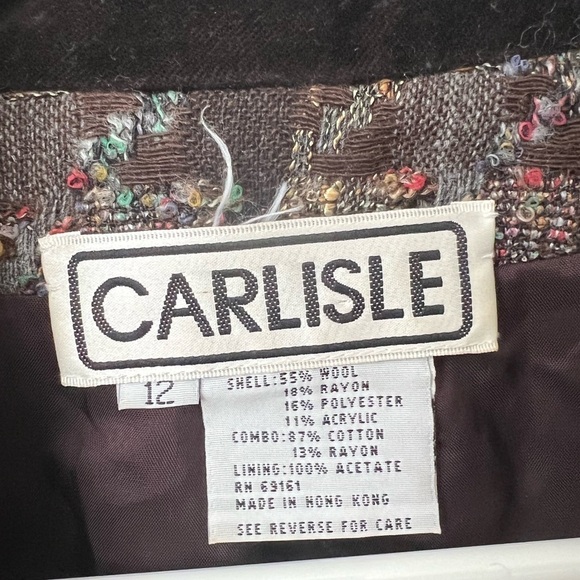 CARLISLE
12
SHELL:55% WOOL
18% RAYON
16% POLYESTER
11% ACRYLIC
COMBO:87% COTTON
13% RAYON
LINING:100% ACETATE
RN 69161
MADE IN HONG KONG
SEE REVERSE FOR CARE